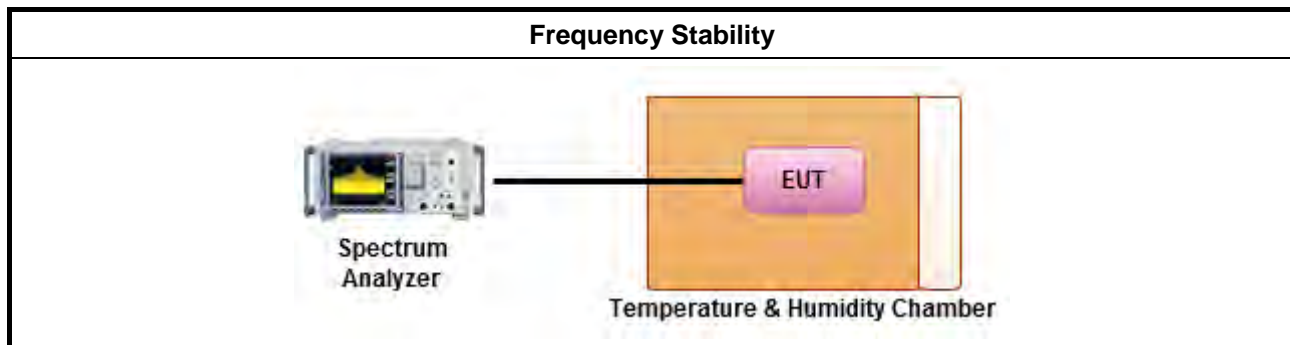 Frequency Stability
EUT
Spectrum
Analyzer
Temperature & Humidity Chamber